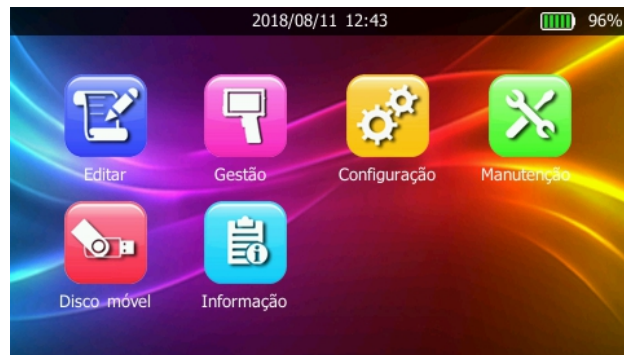 2018/08/11 12:43 96%
Editar Gestão Configuração Manutenção
Disco móvel Informação